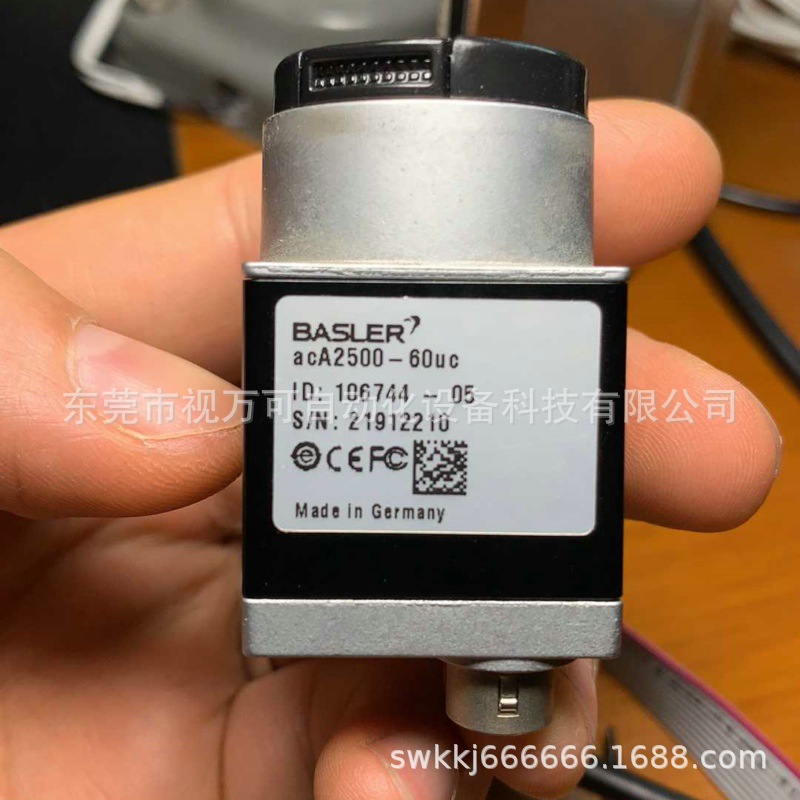 BASLER
acA2500-60uc
ID: 106744-05
东莞市视万可自动化设备科技有限公司
S/N: 21912210
CE FC
Made in Germany
swkkj666666.1688.com